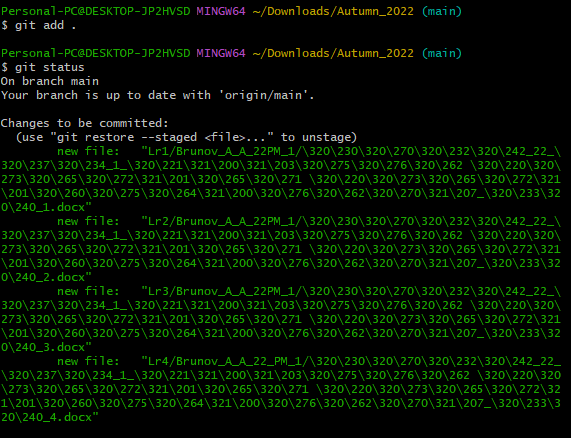 Personal-PC@DESKTOP-JP2HVSD MINGW64 ~/Downloads/Autumn_2022 (main)
$ git add .
Personal-PC@DESKTOP-JP2HVSD MINGW64 ~/Downloads/Autumn_2022 (main)
$ git status
On branch main
Your branch is up to date with 'origin/main'.
Changes to be committed:
  (use "git restore --staged <file>..." to unstage)
        new file:   "Lr1/Brunov_A_A_22PM_1/\320\230\320\270\320\232\320\242_22_\
\320\237\320\234_1_\320\221\321\200\321\203\320\275\320\276\320\262 \320\220\320\
273\320\265\320\272\321\201\320\265\320\271 \320\220\320\273\320\265\320\272\321
\201\320\260\320\275\320\264\321\200\320\276\320\262\320\270\321\207_\320\233\32
0\240_1.docx"
        new file:   "Lr2/Brunov_A_A_22PM_1/\320\230\320\270\320\232\320\242_22_\
\320\237\320\234_1_\320\221\321\200\321\203\320\275\320\276\320\262 \320\220\320\
273\320\265\320\272\321\201\320\265\320\271 \320\220\320\273\320\265\320\272\321
\201\320\260\320\275\320\264\321\200\320\276\320\262\320\270\321\207_\320\233\32
0\240_2.docx"
        new file:   "Lr3/Brunov_A_A_22PM_1/\320\230\320\270\320\232\320\242_22_\
\320\237\320\234_1_\320\221\321\200\321\203\320\275\320\276\320\262 \320\220\320\
273\320\265\320\272\321\201\320\265\320\271 \320\220\320\273\320\265\320\272\321
\201\320\260\320\275\320\264\321\200\320\276\320\262\320\270\321\207_\320\233\32
0\240_3.docx"
        new file:   "Lr4/Brunov_A_A_22_PM_1/\320\230\320\270\320\232\320\242_22_
\320\237\320\234_1_\320\221\321\200\321\203\320\275\320\276\320\262 \320\220\320
\273\320\265\320\272\321\201\320\265\320\271 \320\220\320\273\320\265\320\272\32
1\201\320\260\320\275\320\264\321\200\320\276\320\262\320\270\321\207_\320\233\3
20\240_4.docx"